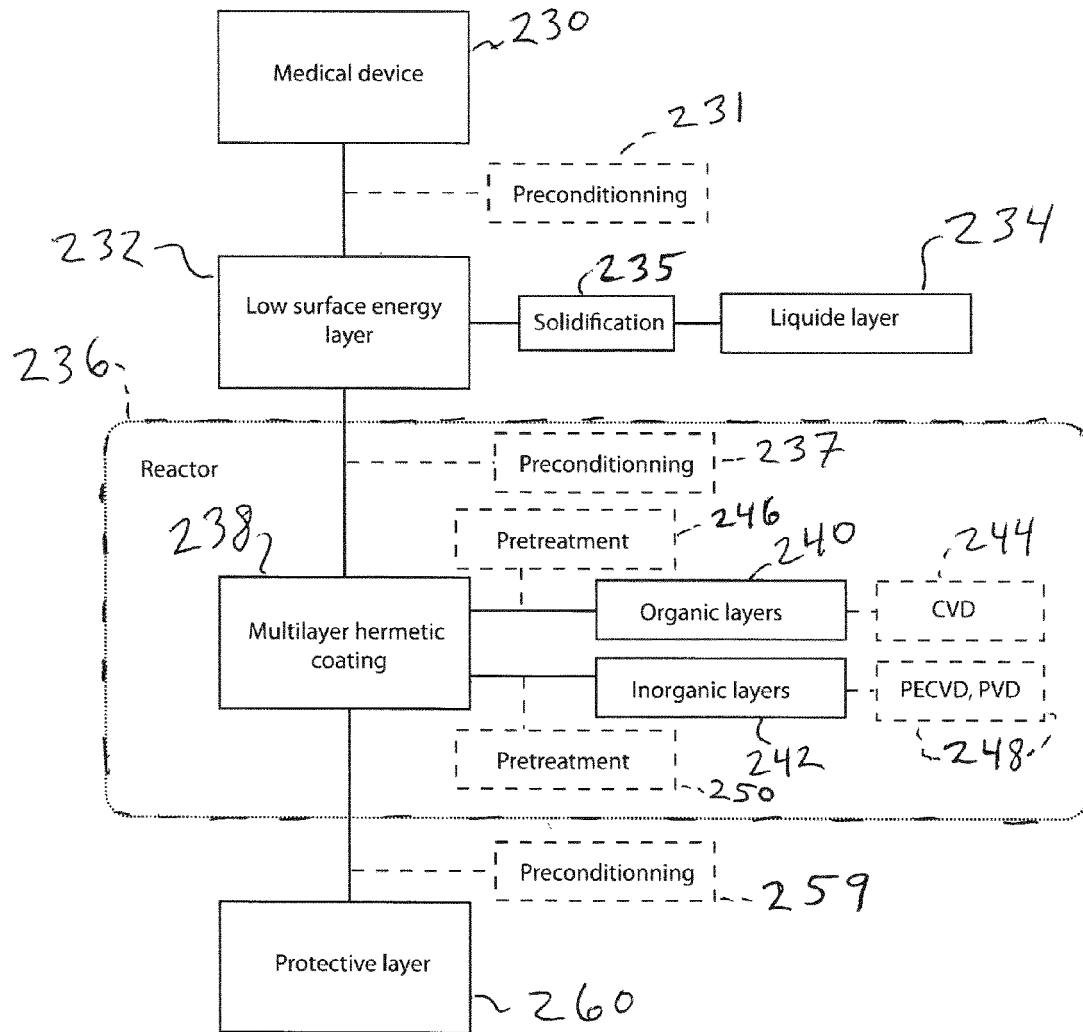 230
Medical device
231
Preconditionning
232
234
235
Low surface energy
layer
Solidification
Liquide layer
236
Reactor
Preconditionning
237
238
Pretreatment
246
240
244
Multilayer hermetic
coating
Organic layers
CVD
Inorganic layers
PECVD, PVD
Pretreatment
242
248
250
Preconditionning
259
Protective layer
260